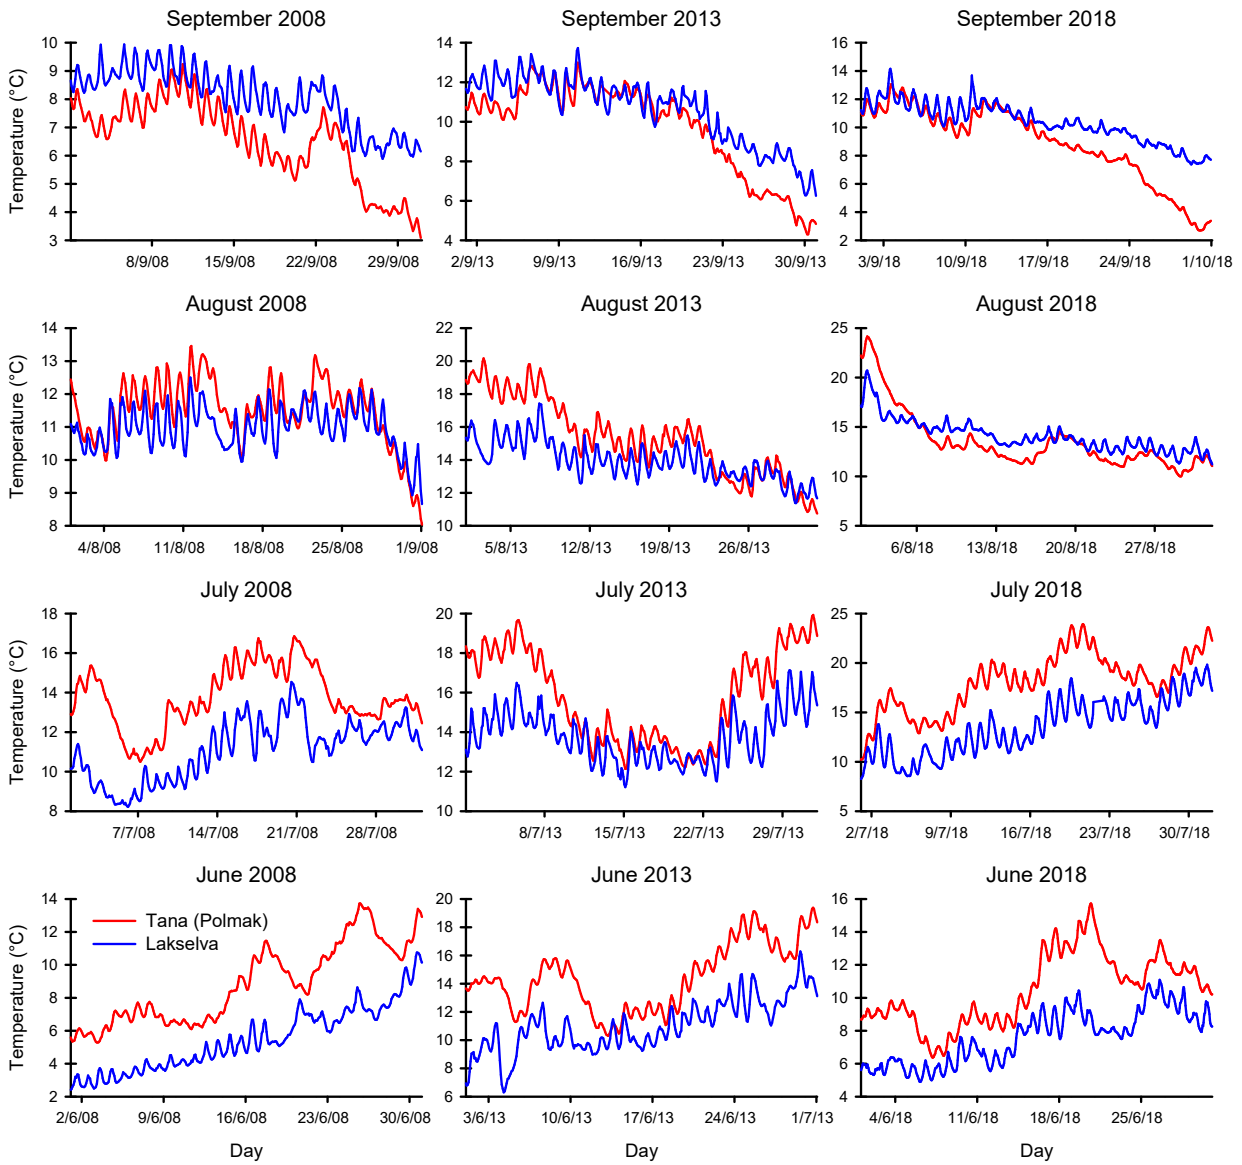 September 2008
September 2013
September 2018
Temperature (°C)
10
9
8
7
6
5
4
3
14
12
10
8
6
4
16
14
12
10
8
6
4
2
8/9/08 15/9/08 22/9/08 29/9/08
2/9/13 9/9/13 16/9/13 23/9/13 30/9/13
3/9/18 10/9/18 17/9/18 24/9/18 1/10/18
August 2008
August 2013
August 2018
Temperature (°C)
14
13
12
11
10
9
8
22
20
18
16
14
12
10
25
20
15
10
5
4/8/08 11/8/08 18/8/08 25/8/08 1/9/08
5/8/13 12/8/13 19/8/13 26/8/13
6/8/18 13/8/18 20/8/18 27/8/18
July 2008
July 2013
July 2018
Temperature (°C)
18
16
14
12
10
8
20
18
16
14
12
10
25
20
15
10
5
7/7/08 14/7/08 21/7/08 28/7/08
8/7/13 15/7/13 22/7/13 29/7/13
2/7/18 9/7/18 16/7/18 23/7/18 30/7/18
June 2008
June 2013
June 2018
Temperature (°C)
14
12
10
8
6
4
2
Tana (Polmak)
Lakselva
20
18
16
14
12
10
8
6
16
14
12
10
8
6
4
2/6/08 9/6/08 16/6/08 23/6/08 30/6/08
3/6/13 10/6/13 17/6/13 24/6/13 1/7/13
4/6/18 11/6/18 18/6/18 25/6/18
Day
Day
Day